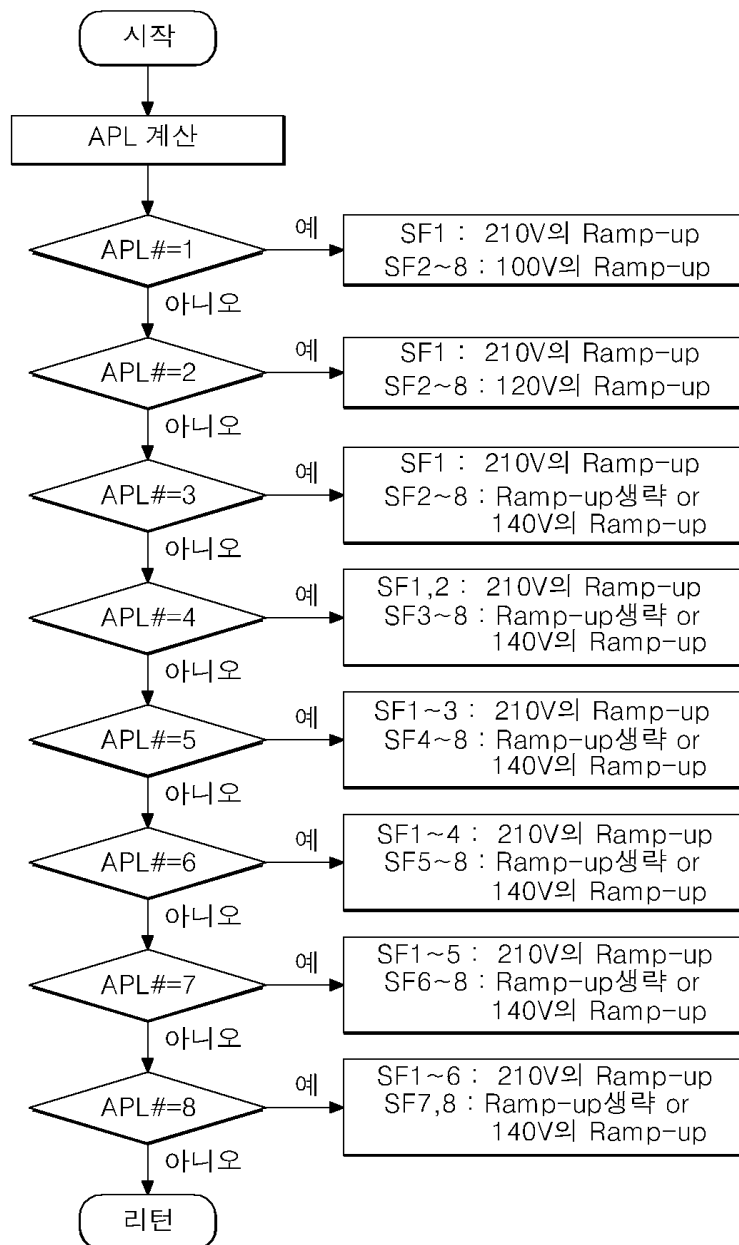 시작
APL 계산
APL#=1
예
SF1 : 210V의 Ramp-up
SF2~8 : 100V의 Ramp-up
아니오
APL#=2
예
SF1 : 210V의 Ramp-up
SF2~8 : 120V의 Ramp-up
아니오
APL#=3
예
SF1 : 210V의 Ramp-up
SF2~8 : Ramp-up생략 or
140V의 Ramp-up
아니오
APL#=4
예
SF1,2 : 210V의 Ramp-up
SF3~8 : Ramp-up생략 or
140V의 Ramp-up
아니오
APL#=5
예
SF1~3 : 210V의 Ramp-up
SF4~8 : Ramp-up생략 or
140V의 Ramp-up
아니오
APL#=6
예
SF1~4 : 210V의 Ramp-up
SF5~8 : Ramp-up생략 or
140V의 Ramp-up
아니오
APL#=7
예
SF1~5 : 210V의 Ramp-up
SF6~8 : Ramp-up생략 or
140V의 Ramp-up
아니오
APL#=8
예
SF1~6 : 210V의 Ramp-up
SF7,8 : Ramp-up생략 or
140V의 Ramp-up
아니오
리턴